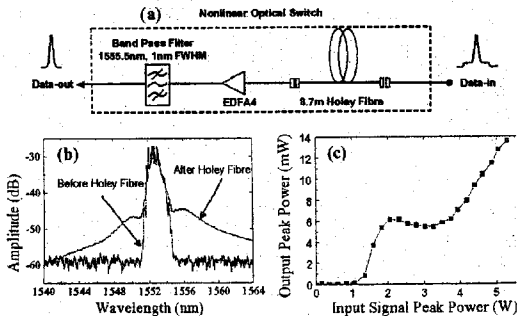 (a)
Nonlinear Optical Switch
Band Pass Filter
1555.5nm, 1nm FWHM
Data-out
EDFA4
8.7m Holey Fibre
Data-in
(b)
Amplitude (dB)
-30
-40
-50
-60
Before Holey Fibre
After Holey Fibre
1540
1544
1548
1552
1556
1560
1564
Wavelength (nm)
(c)
Output Peak Power (mW)
14
12
10
8
6
4
2
0
0
1
2
3
4
5
Input Signal Peak Power (W)